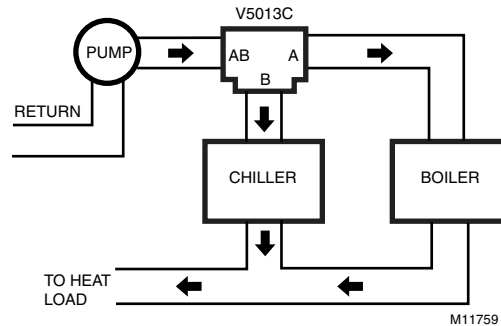 V5013C
PUMP
AB
A
B
RETURN
CHILLER
BOILER
TO HEAT
LOAD
M11759